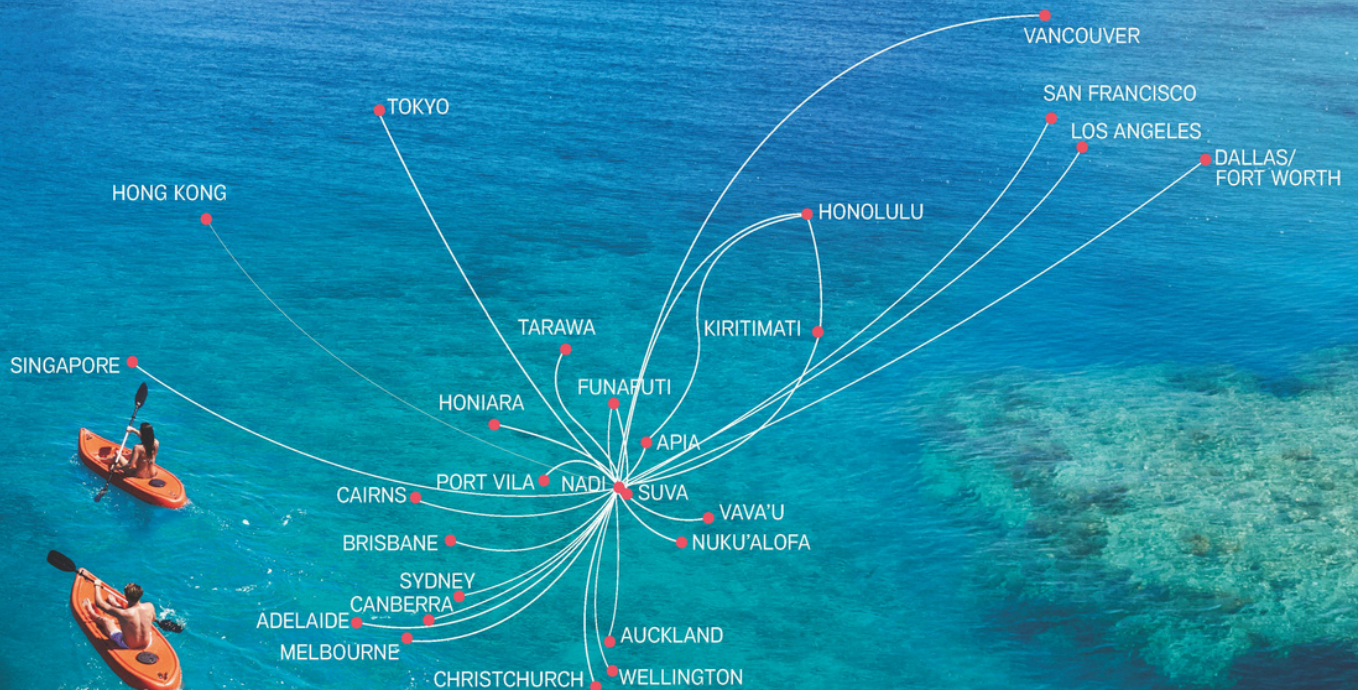 VANCOUVER
SAN FRANCISCO
TOKYO
LOS ANGELES
DALLAS/
FORT WORTH
HONG KONG
HONOLULU
TARAWA
KIRITIMATI
SINGAPORE
FUNAFUTI
HONIARA
APIA
PORT VILA
NADI
SUVA
CAIRNS
VAVA'U
BRISBANE
NUKU'ALOFA
SYDNEY
CANBERRA
ADELAIDE
AUCKLAND
MELBOURNE
CHRISTCHURCH
WELLINGTON